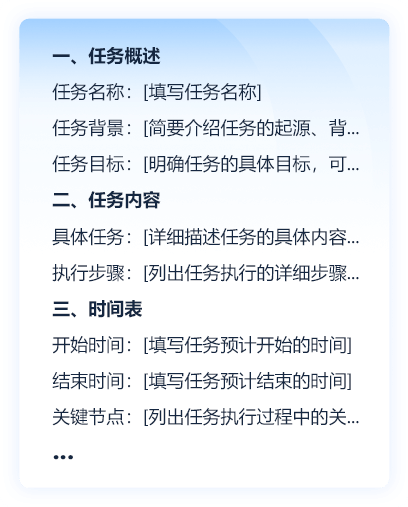 一、任务概述
任务名称：[填写任务名称]
任务背景：[简要介绍任务的起源、背...
任务目标：[明确任务的具体目标，可...
二、任务内容
具体任务：[详细描述任务的具体内容...
执行步骤：[列出任务执行的详细步骤...
三、时间表
开始时间：[填写任务预计开始的时间]
结束时间：[填写任务预计结束的时间]
关键节点：[列出任务执行过程中的关...
...